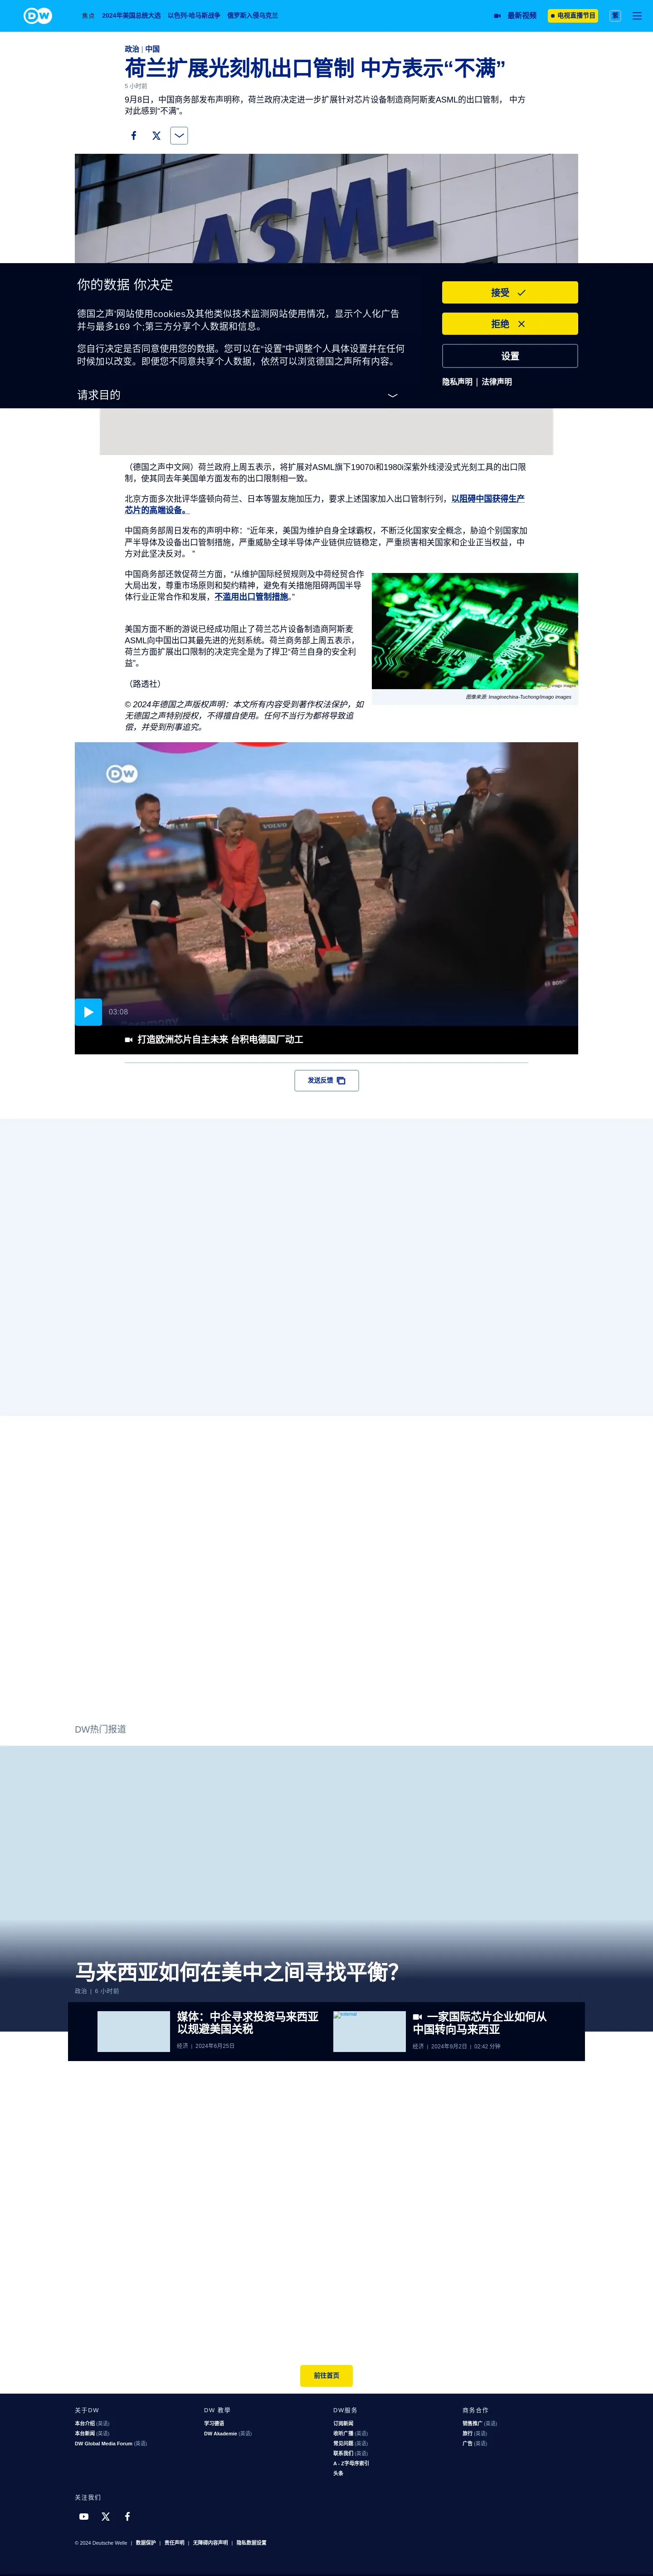 DW
焦点 2024年美国总统大选 以色列-哈马斯战争 俄罗斯入侵乌克兰
最新视频
电视直播节目
繁
政治 | 中国
荷兰扩展光刻机出口管制 中方表示“不满”
5 小时前
9月8日，中国商务部发布声明称，荷兰政府决定进一步扩展针对芯片设备制造商阿斯麦ASML的出口管制， 中方
对此感到“不满”。
ASML
你的数据 你决定
德国之声'网站使用cookies及其他类似技术监测网站使用情况，显示个人化广告
并与最多169 个;第三方分享个人数据和信息。
您自行决定是否同意使用您的数据。您可以在“设置”中调整个人具体设置并在任何
时候加以改变。即便您不同意共享个人数据，依然可以浏览德国之声所有内容。
请求目的
接受
拒绝
设置
隐私声明 | 法律声明
（德国之声中文网）荷兰政府上周五表示，将扩展对ASML旗下19070i和1980i深紫外线浸没式光刻工具的出口限
制，使其同去年美国单方面发布的出口限制相一致。
北京方面多次批评华盛顿向荷兰、日本等盟友施加压力，要求上述国家加入出口管制行列，以阻碍中国获得生产
芯片的高端设备。
中国商务部周日发布的声明中称：“近年来，美国为维护自身全球霸权，不断泛化国家安全概念，胁迫个别国家加
严半导体及设备出口管制措施，严重威胁全球半导体产业链供应链稳定，严重损害相关国家和企业正当权益，中
方对此坚决反对。 ”
中国商务部还敦促荷兰方面，“从维护国际经贸规则及中荷经贸合作
大局出发，尊重市场原则和契约精神，避免有关措施阻碍两国半导
体行业正常合作和发展，不滥用出口管制措施。”
图像来源: Imaginechina-Tuchong/imago images
美国方面不断的游说已经成功阻止了荷兰芯片设备制造商阿斯麦
ASML向中国出口其最先进的光刻系统。荷兰商务部上周五表示，
荷兰方面扩展出口限制的决定完全是为了捍卫“荷兰自身的安全利
益”。
（路透社）
© 2024年德国之声版权声明：本文所有内容受到著作权法保护，如
无德国之声特别授权，不得擅自使用。任何不当行为都将导致追
偿，并受到刑事追究。
DW
VOLVO
CAT
BOSCH
03:08
打造欧洲芯片自主未来 台积电德国厂动工
发送反馈
DW热门报道
马来西亚如何在美中之间寻找平衡？
政治 | 6 小时前
媒体：中企寻求投资马来西亚
以规避美国关税
经济 | 2024年6月25日
一家国际芯片企业如何从
中国转向马来西亚
经济 | 2024年9月2日 | 02:42 分钟
前往首页
关于DW
本台介绍 (英语)
本台新闻 (英语)
DW Global Media Forum (英语)
DW 教學
学习德语
DW Akademie (英语)
DW服务
订阅新闻
收听广播 (英语)
常见问题 (英语)
联系我们 (英语)
A - Z字母序索引
头条
商务合作
销售推广 (英语)
旅行 (英语)
广告 (英语)
关注我们
© 2024 Deutsche Welle | 数据保护 | 责任声明 | 无障碍内容声明 | 隐私数据设置